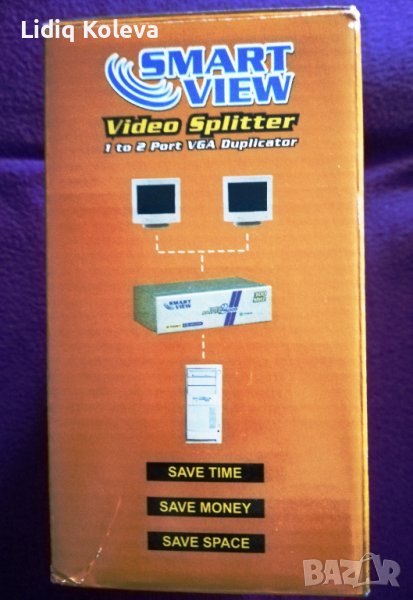 Lidiq Koleva
SMART
VIEW
Video Splitter
1 to 2 Port VGA Duplicator
SMART
VIEW
SAVE TIME
SAVE MONEY
SAVE SPACE
BAZAR